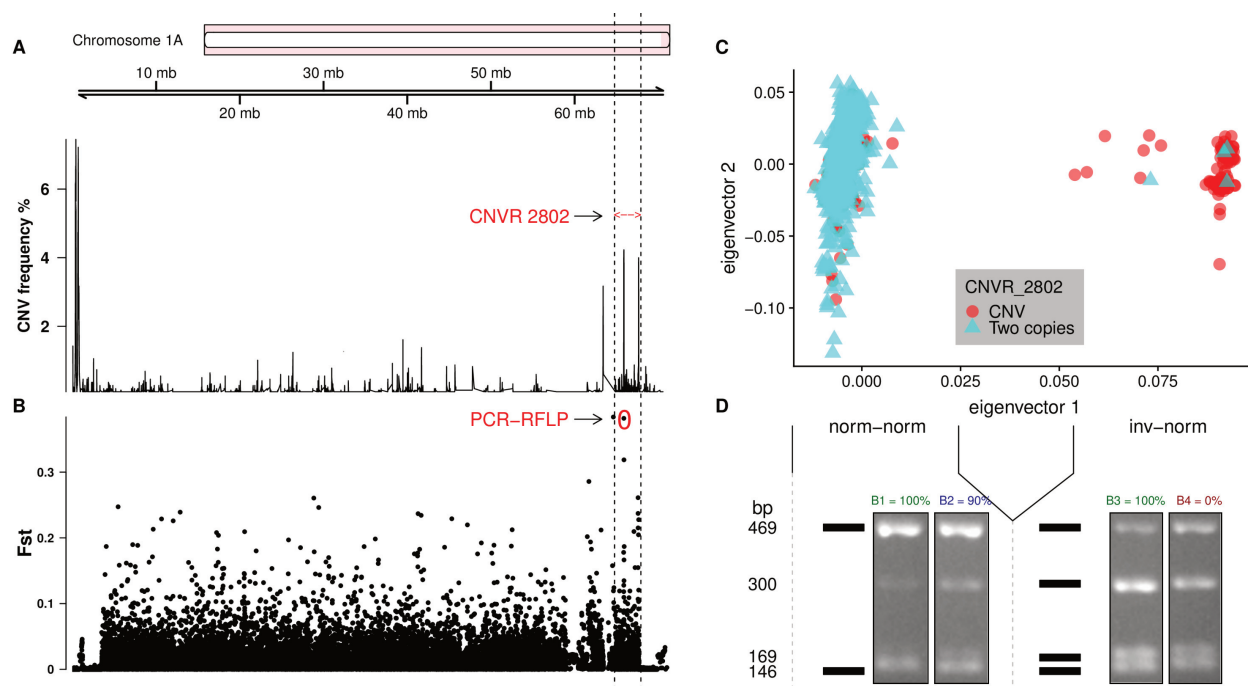 A
Chromosome 1A
10 mb 30 mb 50 mb
20 mb 40 mb 60 mb
CNV frequency %
6
4
2
CNVR 2802
B
PCR−RFLP
0
Fst
0.3
0.2
0.1
0
C
eigenvector 2
0.05
0.00
−0.05
−0.10
CNVR_2802
CNV
Two copies
0.000 0.025 0.050 0.075
eigenvector 1
D
norm−norm inv−norm
B1 = 100% B2 = 90% B3 = 100% B4 = 0%
bp
469
300
169
146